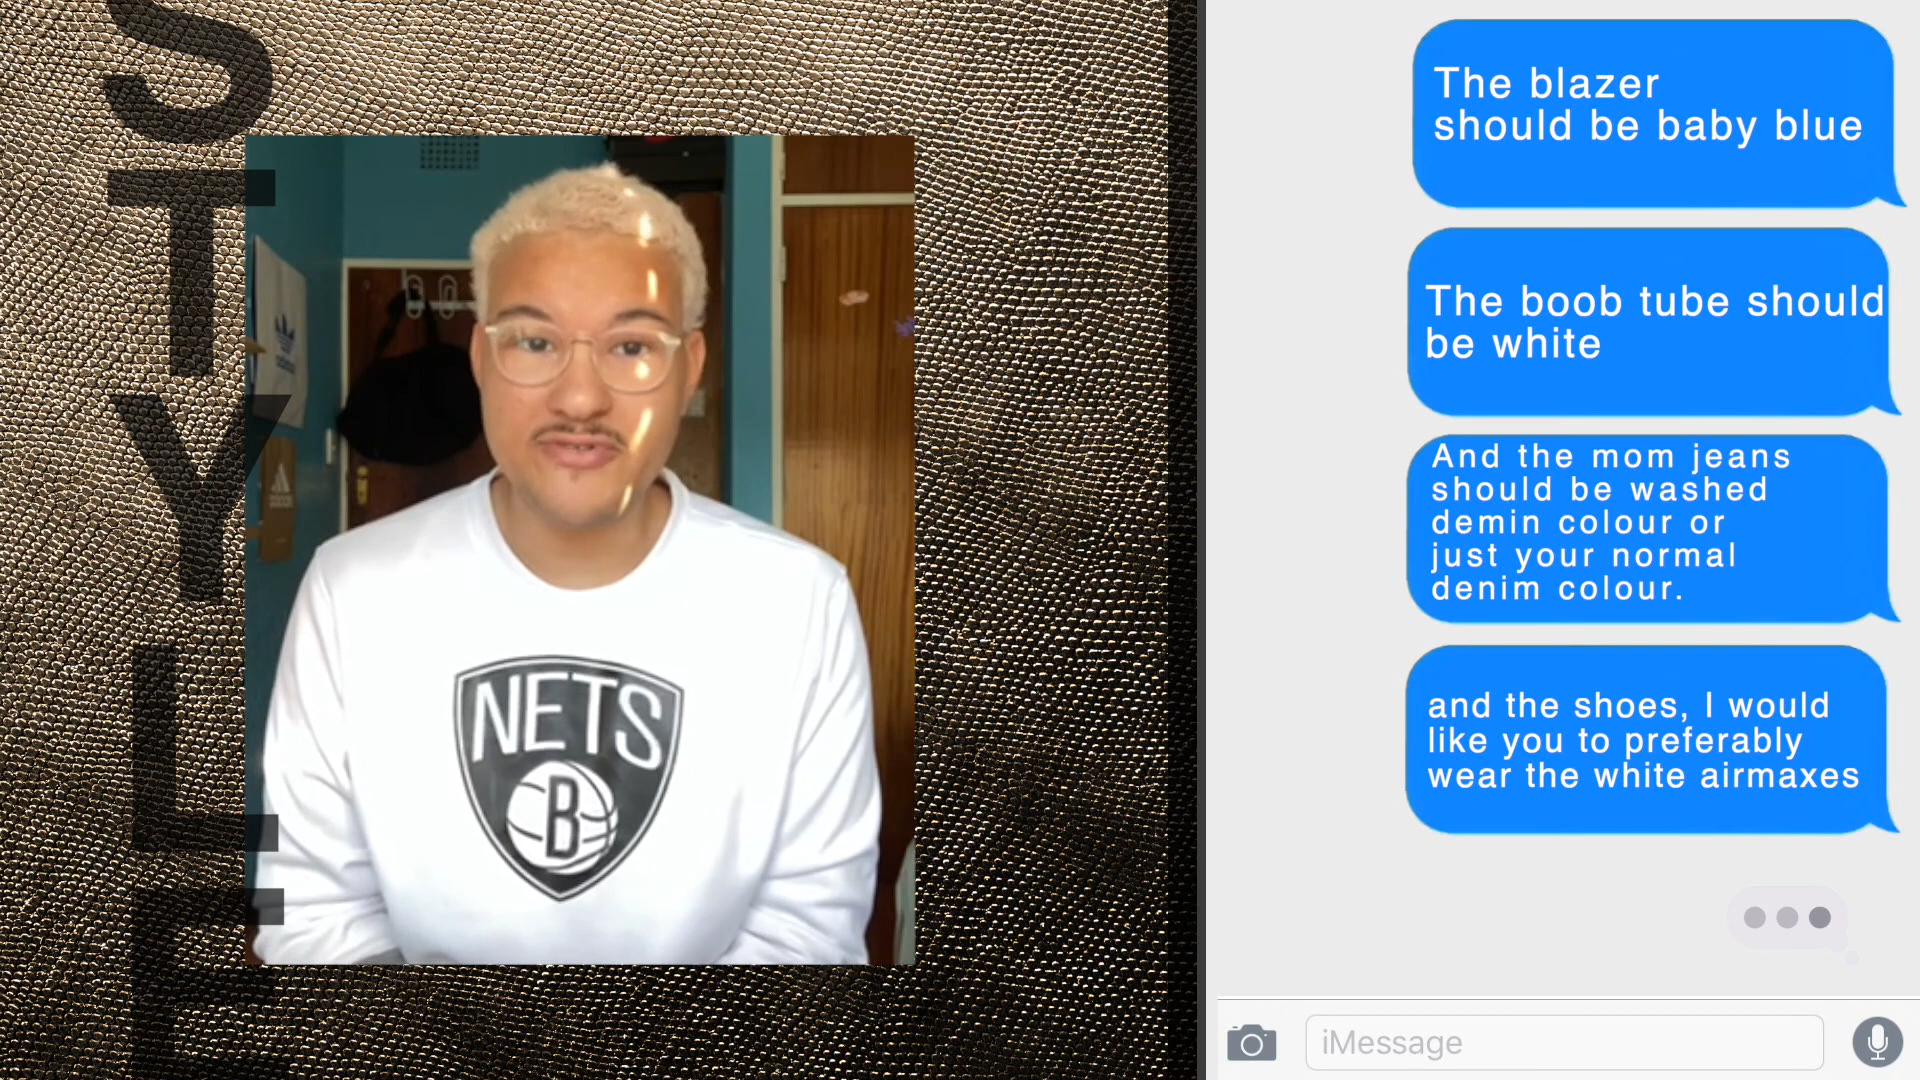 STYLE
adidas
adidas
NETS
B
The blazer
should be baby blue
The boob tube should
be white
And the mom jeans
should be washed
demin colour or
just your normal
denim colour.
and the shoes, I would
like you to preferably
wear the white airmaxes
iMessage